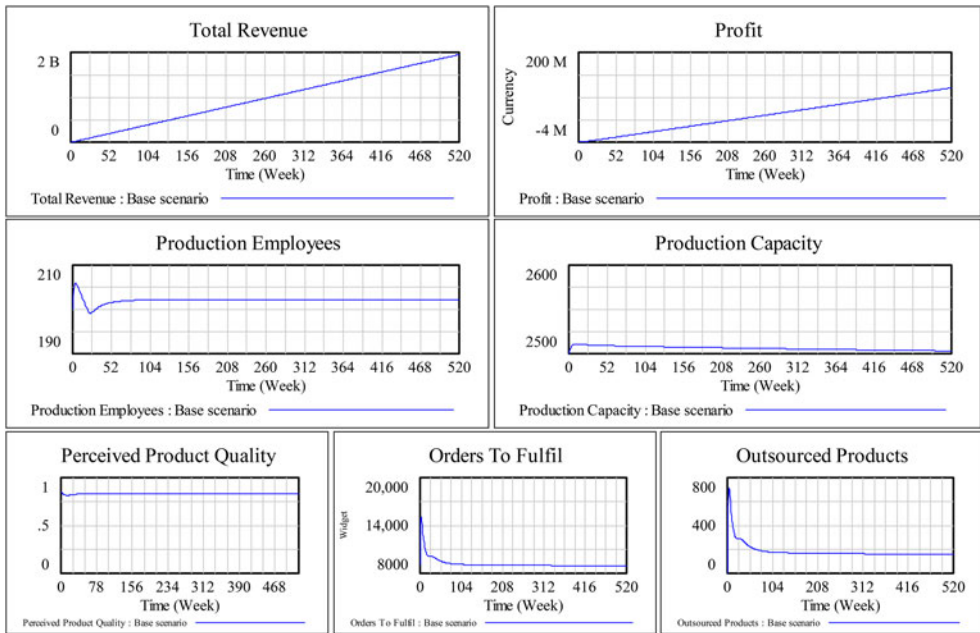 Total Revenue
2 B
0
0 52 104 156 208 260 312 364 416 468 520
Time (Week)
Total Revenue : Base scenario
Profit
Currency
200 M
-4 M
0 52 104 156 208 260 312 364 416 468 520
Time (Week)
Profit : Base scenario
Production Employees
210
190
0 52 104 156 208 260 312 364 416 468 520
Time (Week)
Production Employees : Base scenario
Production Capacity
2600
2500
0 52 104 156 208 260 312 364 416 468 520
Time (Week)
Production Capacity : Base scenario
Perceived Product Quality
1
.5
0
0 78 156 234 312 390 468
Time (Week)
Perceived Product Quality : Base scenario
Orders To Fulfil
Widget
20,000
14,000
8000
0 104 208 312 416 520
Time (Week)
Orders To Fulfil : Base scenario
Outsourced Products
800
400
0
0 104 208 312 416 520
Time (Week)
Outsourced Products : Base scenario